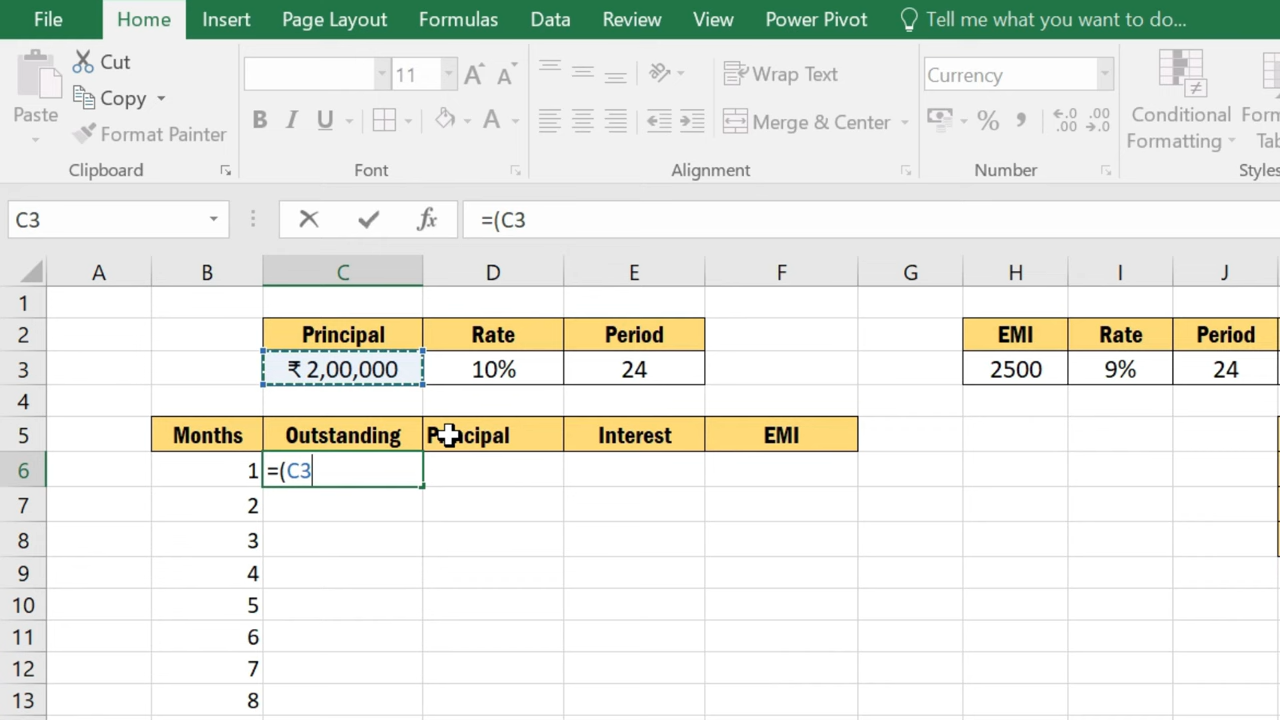 File Home Insert Page Layout Formulas Data Review View Power Pivot Tell me what you want to do...
Cut
Copy
Paste
Format Painter
11
B I U
A
Wrap Text
Merge & Center
Currency
%
Conditional
Formatting
Clipboard Font Alignment Number Styles
C3 fx =(C3
A B C D E F G H I J
1
2 Principal Rate Period EMI Rate Period
3 ₹ 2,00,000 10% 24 2500 9% 24
4
5 Months Outstanding Principal Interest EMI
6 1 =(C3
7 2
8 3
9 4
10 5
11 6
12 7
13 8